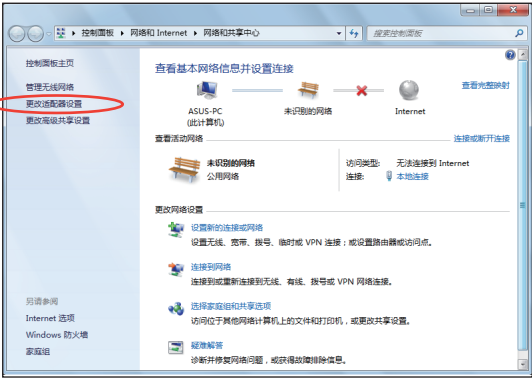 控制面板 ▸ 网络和 Internet ▸ 网络和共享中心
搜索控制面板
控制面板主页
管理无线网络
更改适配器设置
更改高级共享设置
查看基本网络信息并设置连接
查看完整映射
ASUS-PC
(此计算机)
未识别的网络
Internet
查看活动网络
连接或断开连接
未识别的网络
公用网络
访问类型: 无法连接到 Internet
连接: 本地连接
更改网络设置
设置新的连接或网络
设置无线、宽带、拨号、临时或 VPN 连接；或设置路由器或访问点。
连接到网络
连接到或重新连接到无线、有线、拨号或 VPN 网络连接。
选择家庭组和共享选项
访问位于其他网络计算机上的文件和打印机，或更改共享设置。
疑难解答
诊断并修复网络问题，或获得故障排除信息。
另请参阅
Internet 选项
Windows 防火墙
家庭组